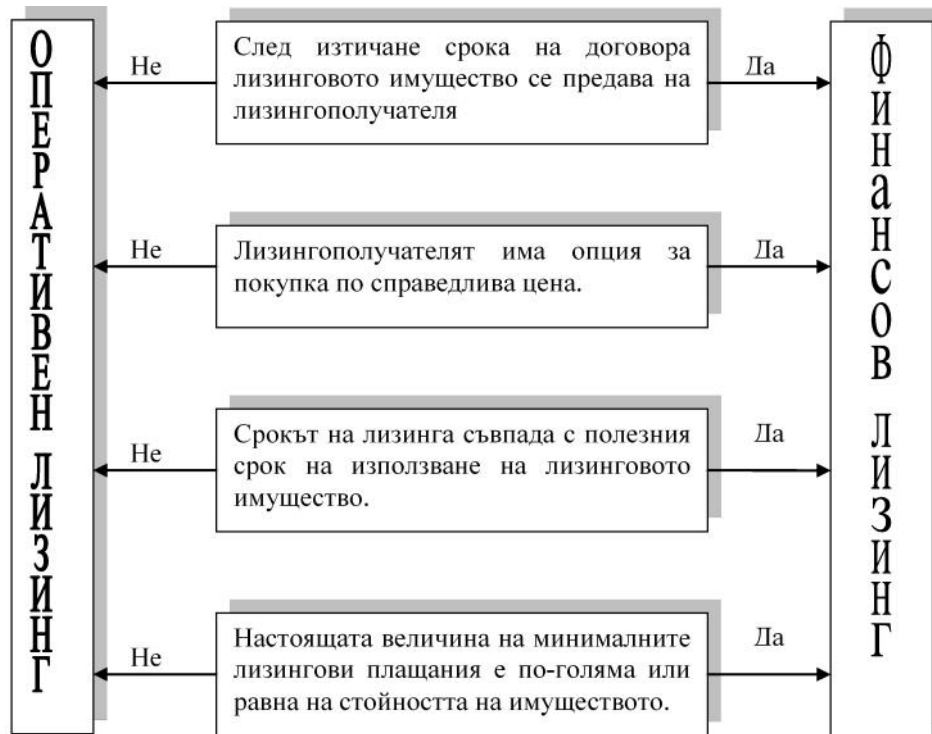 ОПЕРАТИВЕН ЛИЗИНГ
Не
След изтичане срока на договора
лизинговото имущество се предава на
лизингополучателя
Да
Не
Лизингополучателят има опция за
покупка по справедлива цена.
Да
Не
Срокът на лизинга съвпада с полезния
срок на използване на лизинговото
имущество.
Да
Не
Настоящата величина на минималните
лизингови плащания е по-голяма или
равна на стойността на имуществото.
Да
ФИНаНСОВ ЛИЗИНГ